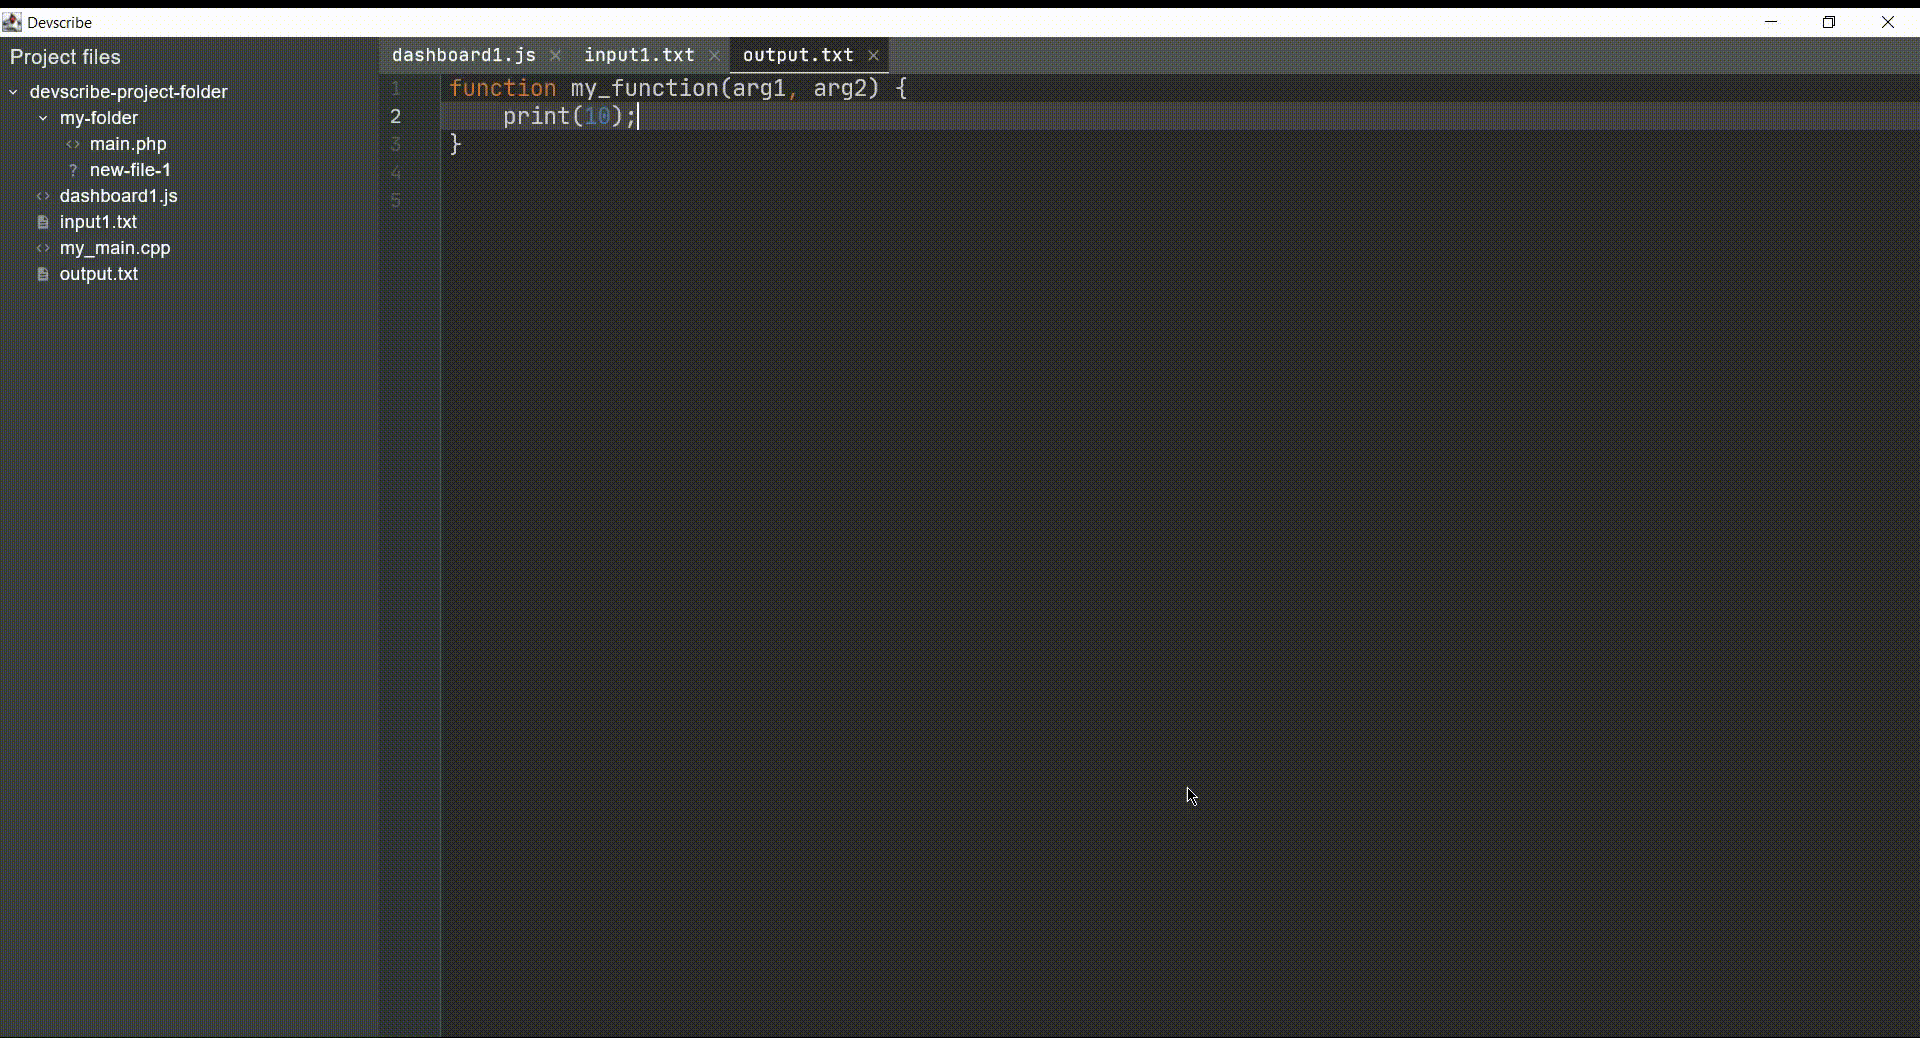 Devscribe
Project files
devscribe-project-folder
my-folder
main.php
? new-file-1
dashboard1.js
input1.txt
my_main.cpp
output.txt
dashboard1.js input1.txt output.txt
1 function my_function(arg1, arg2) {
2     print(10);
3 }
4
5